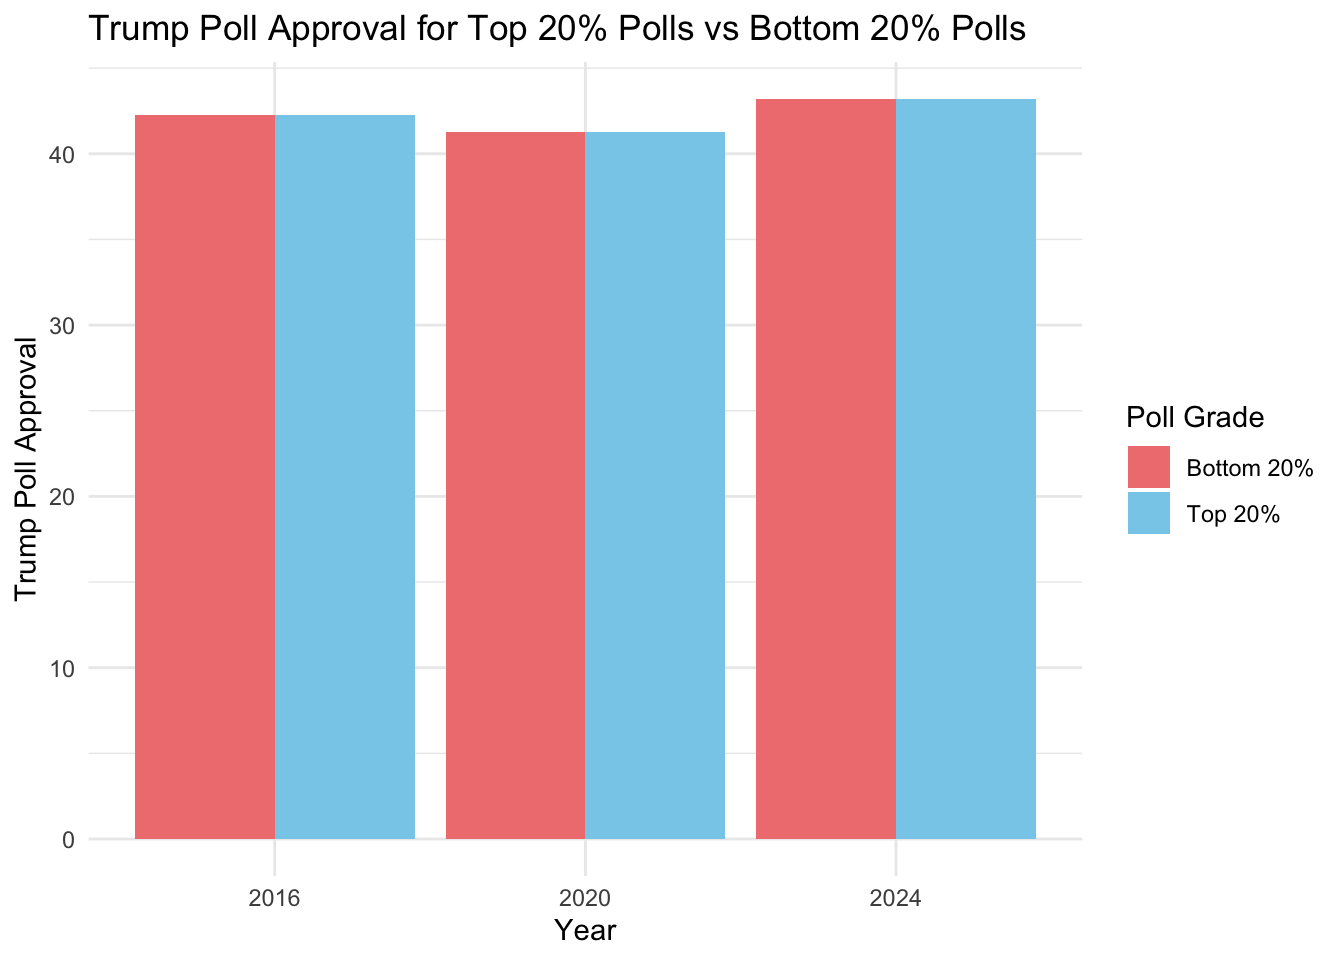 Trump Poll Approval for Top 20% Polls vs Bottom 20% Polls
Trump Poll Approval
40
30
20
10
0
2016
2020
2024
Year
Poll Grade
Bottom 20%
Top 20%